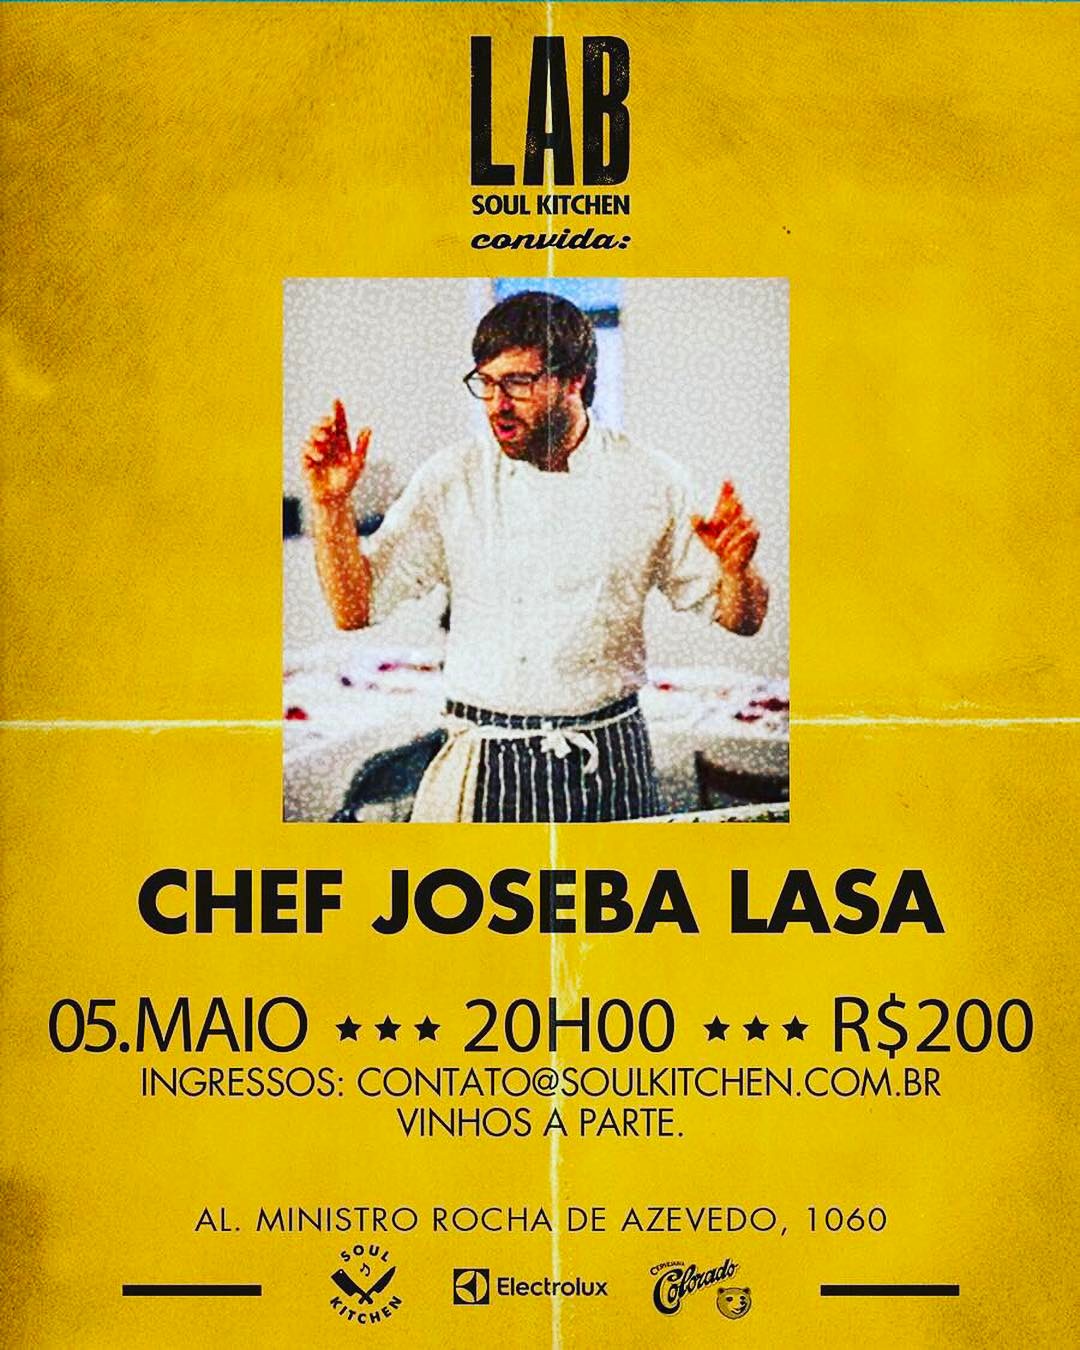 LAB
SOUL KITCHEN
convida:
CHEF JOSEBA LASA
05.MAIO ★★★ 20H00 ★★★ R$200
INGRESSOS: CONTATO@SOULKITCHEN.COM.BR
VINHOS A PARTE.
AL. MINISTRO ROCHA DE AZEVEDO, 1060
SOUL
KITCHEN
Electrolux
CERVEJARIA
Colorado